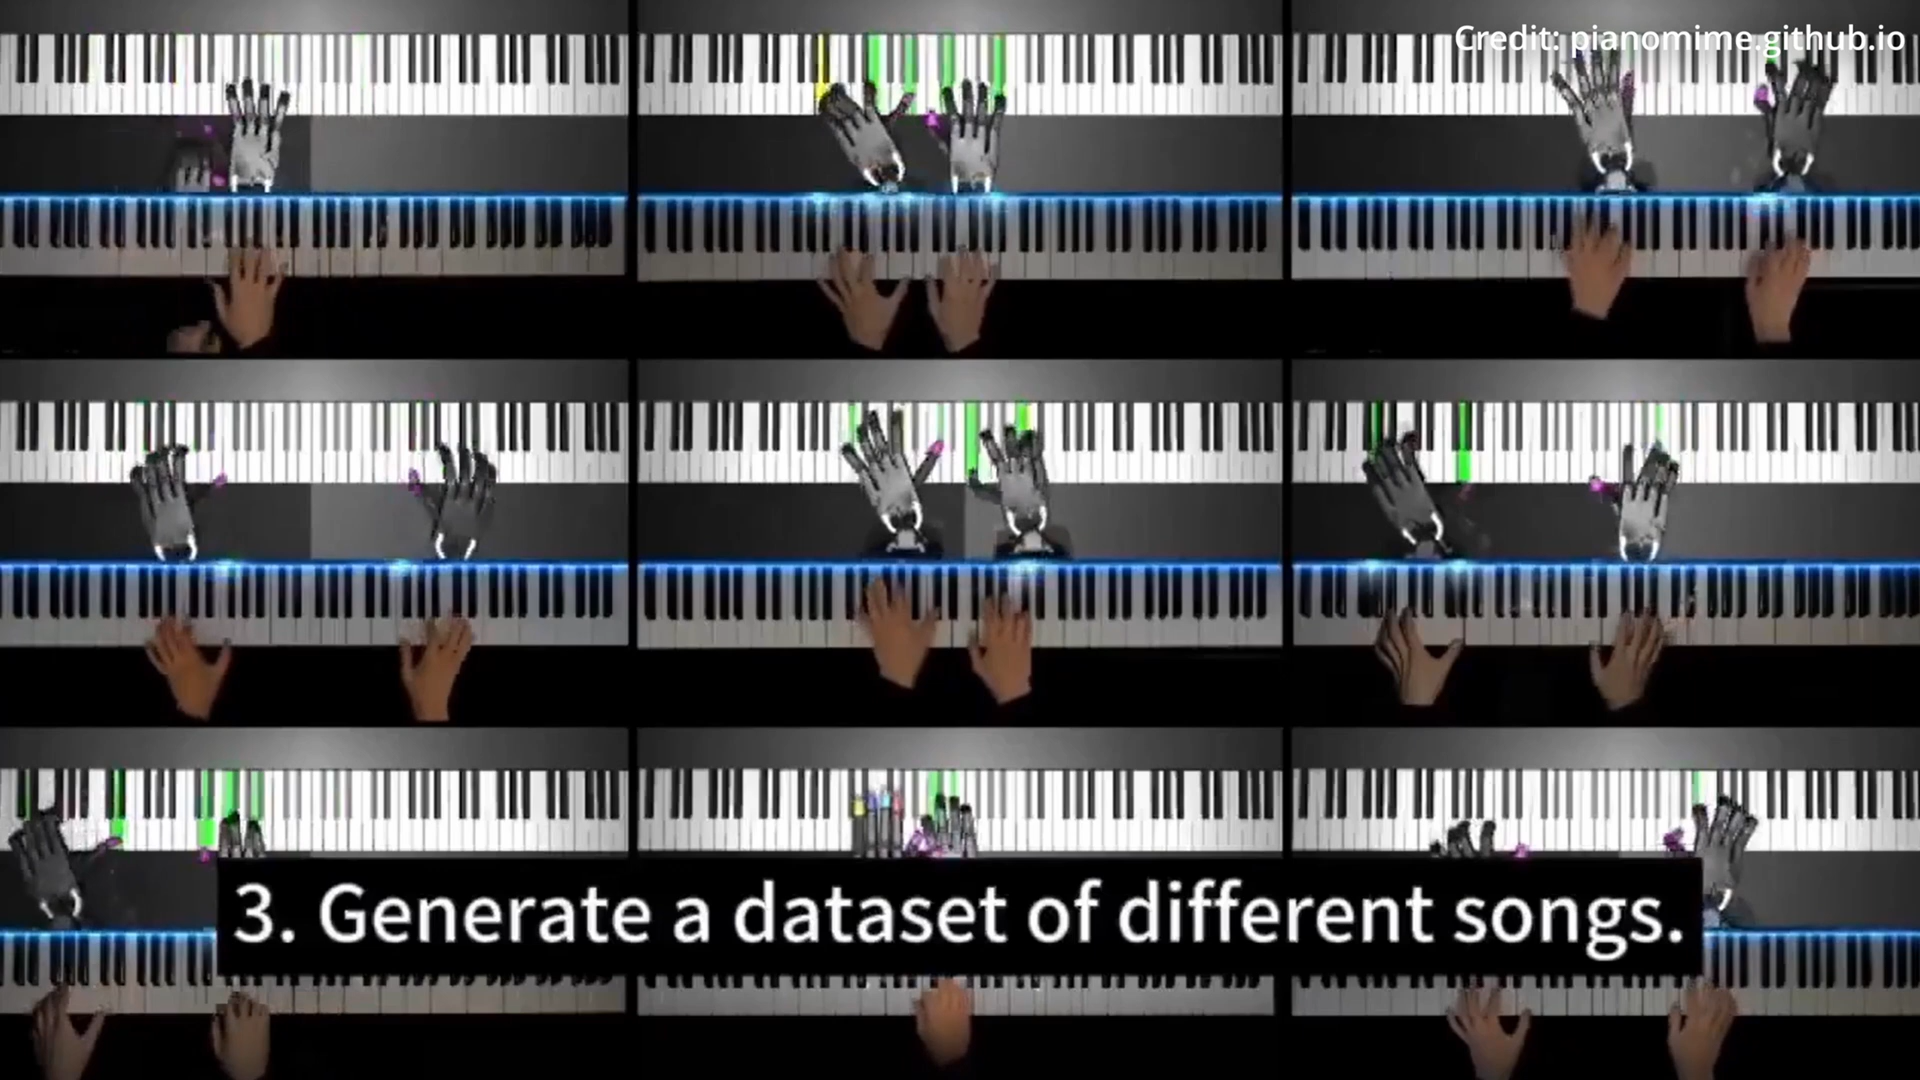 Credit: pianomime.github.io
3. Generate a dataset of different songs.